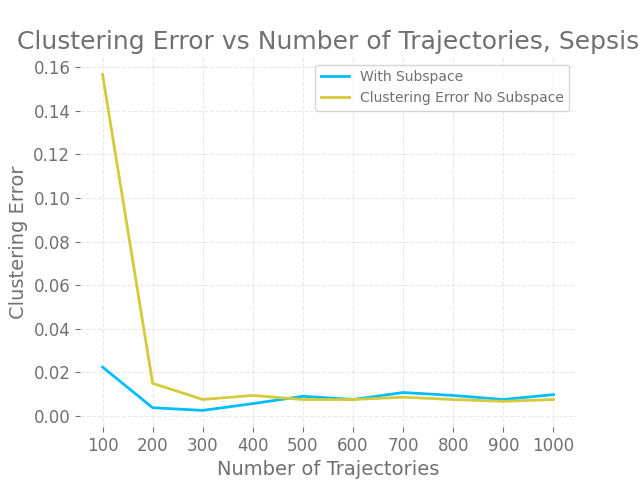 Clustering Error vs Number of Trajectories, Sepsis
With Subspace
Clustering Error No Subspace
Clustering Error
0.16
0.14
0.12
0.10
0.08
0.06
0.04
0.02
0.00
100 200 300 400 500 600 700 800 900 1000
Number of Trajectories